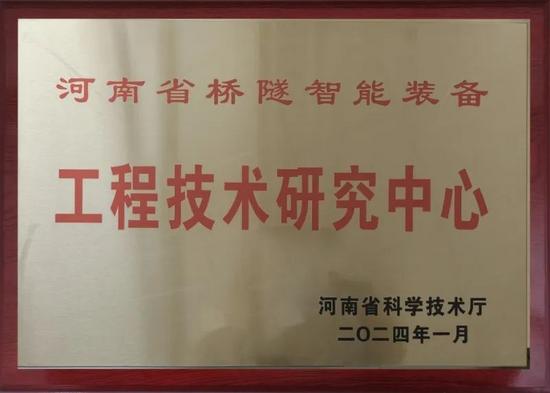 河南省桥隧智能装备
工程技术研究中心
河南省科学技术厅
二〇二四年一月